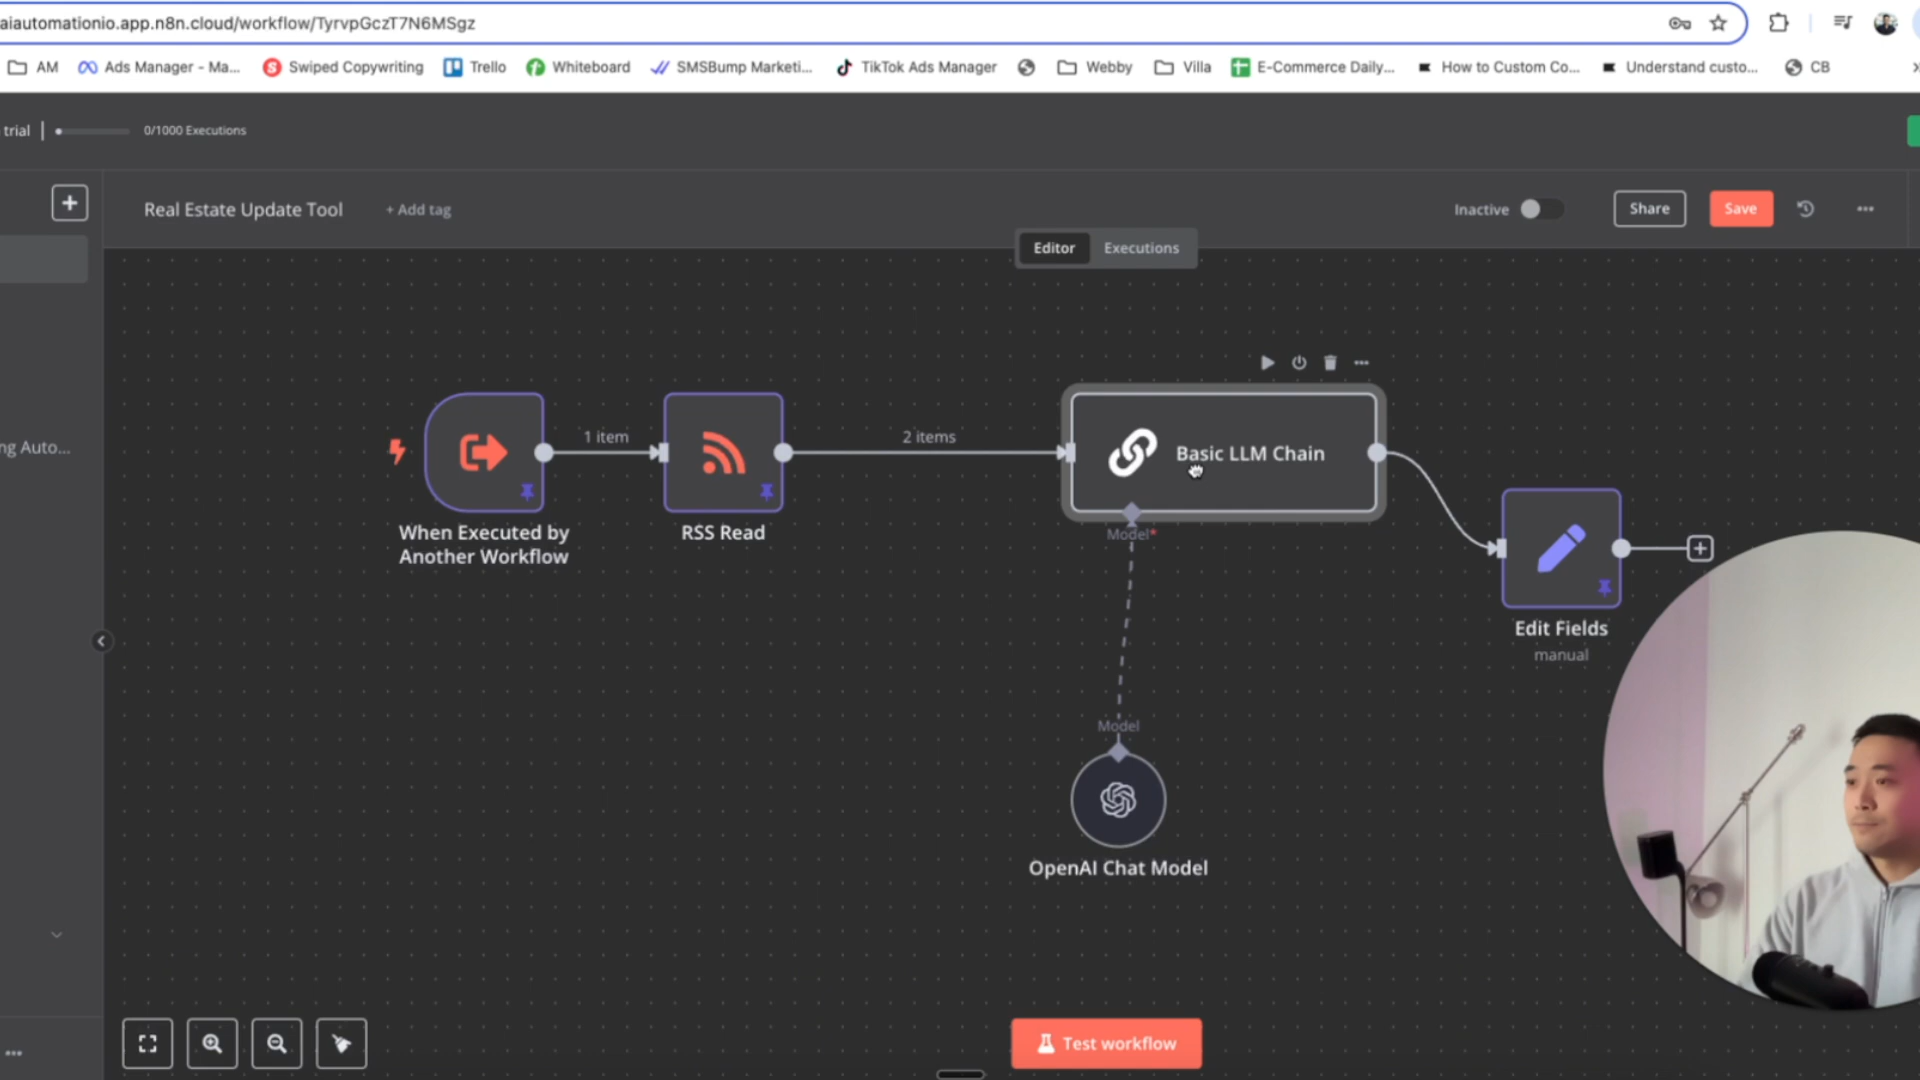 aiautomationio.app.n8n.cloud/workflow/TyrvpGczT7N6MSgz
AM Ads Manager - Ma... Swiped Copywriting Trello Whiteboard SMSBump Marketi... TikTok Ads Manager Webby Villa E-Commerce Daily... How to Custom Co... Understand custo... CB
trial 0/1000 Executions
Real Estate Update Tool + Add tag Inactive Share Save
Editor Executions
1 item 2 items
Basic LLM Chain
ng Auto...
When Executed by
Another Workflow
RSS Read
Model*
Edit Fields
manual
Model
OpenAI Chat Model
Test workflow